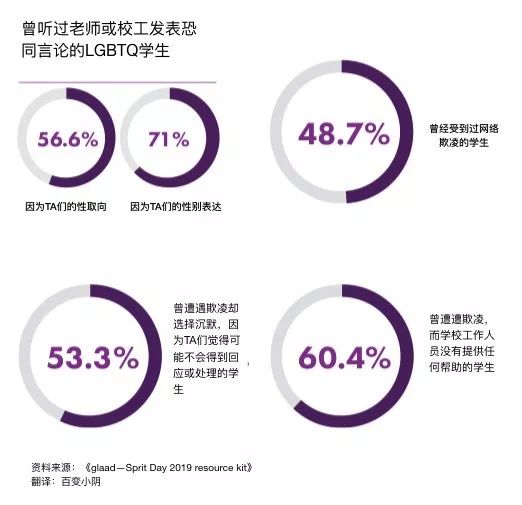 曾听过老师或校工发表恐
同言论的LGBTQ学生
56.6%
71%
因为TA们的性取向
因为TA们的性别表达
48.7%
曾经受到过网络
欺凌的学生
53.3%
曾遭遇欺凌却
选择沉默，因
为TA们觉得可
能不会得到回
应或处理的学
生
，
60.4%
曾遭遭欺凌，
而学校工作人
员没有提供任
何帮助的学生
资料来源：《glaad—Sprit Day 2019 resource kit》
翻译：百变小阴